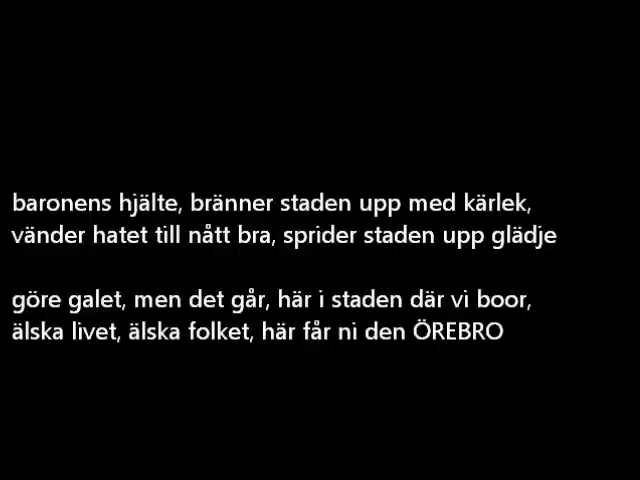 baronens hjälte, bränner staden upp med kärlek,
vänder hatet till nått bra, sprider staden upp glädje
göre galet, men det går, här i staden där vi boor,
älska livet, älska folket, här får ni den ÖREBRO